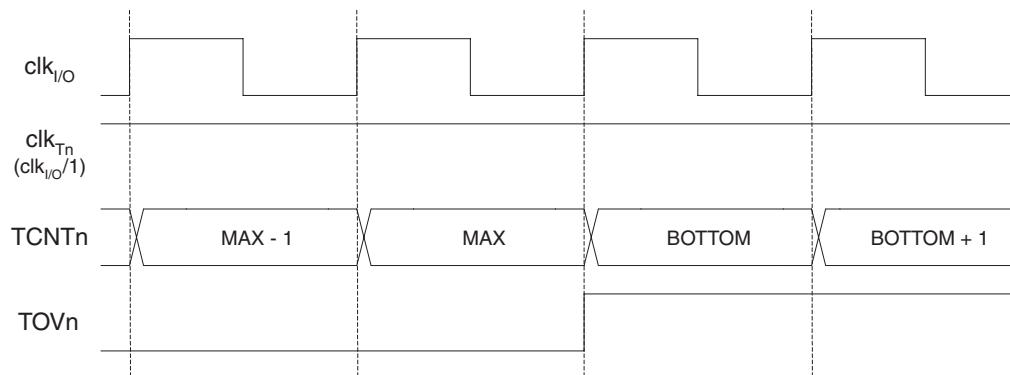 clkI/O
clkTn
(clkI/O/1)
TCNTn MAX - 1 MAX BOTTOM BOTTOM + 1
TOVn